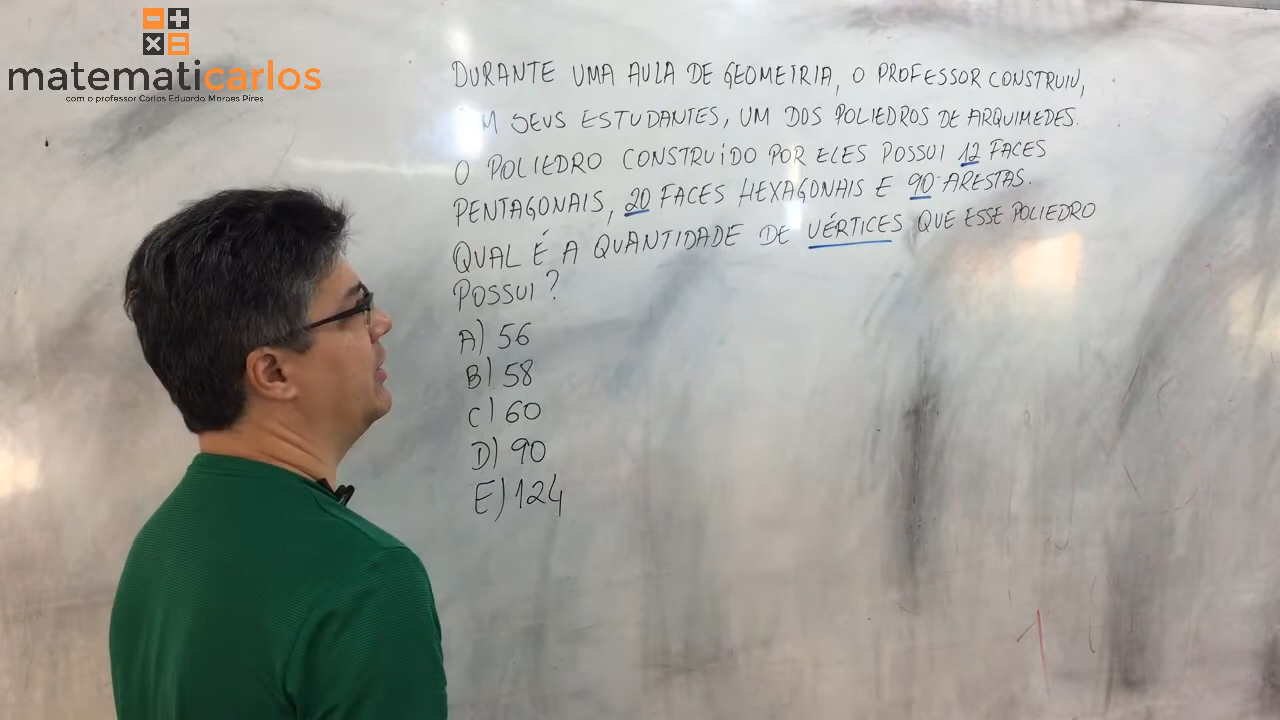 matematicarlos
com o professor Carlos Eduardo Moraes Pires
DURANTE UMA AULA DE GEOMETRIA, O PROFESSOR CONSTRUIU,
M SEUS ESTUDANTES, UM DOS POLIEDROS DE ARQUIMEDES.
O POLIEDRO CONSTRUÍDO POR ELES POSSUI 12 FACES
PENTAGONAIS, 20 FACES HEXAGONAIS E 90 ARESTAS.
QUAL É A QUANTIDADE DE VÉRTICES QUE ESSE POLIEDRO
POSSUI?
A) 56
B) 58
C) 60
D) 90
E) 124